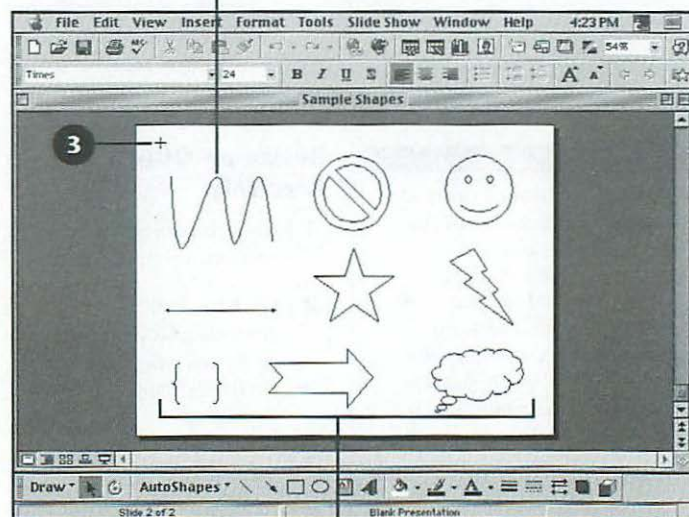 File Edit View Insert Format Tools Slide Show Window Help 4:23 PM
ABC 54%
Times 24 B I U S A A
Sample Shapes
3
Draw AutoShapes A
Slide 2 of 2 Blank Presentation